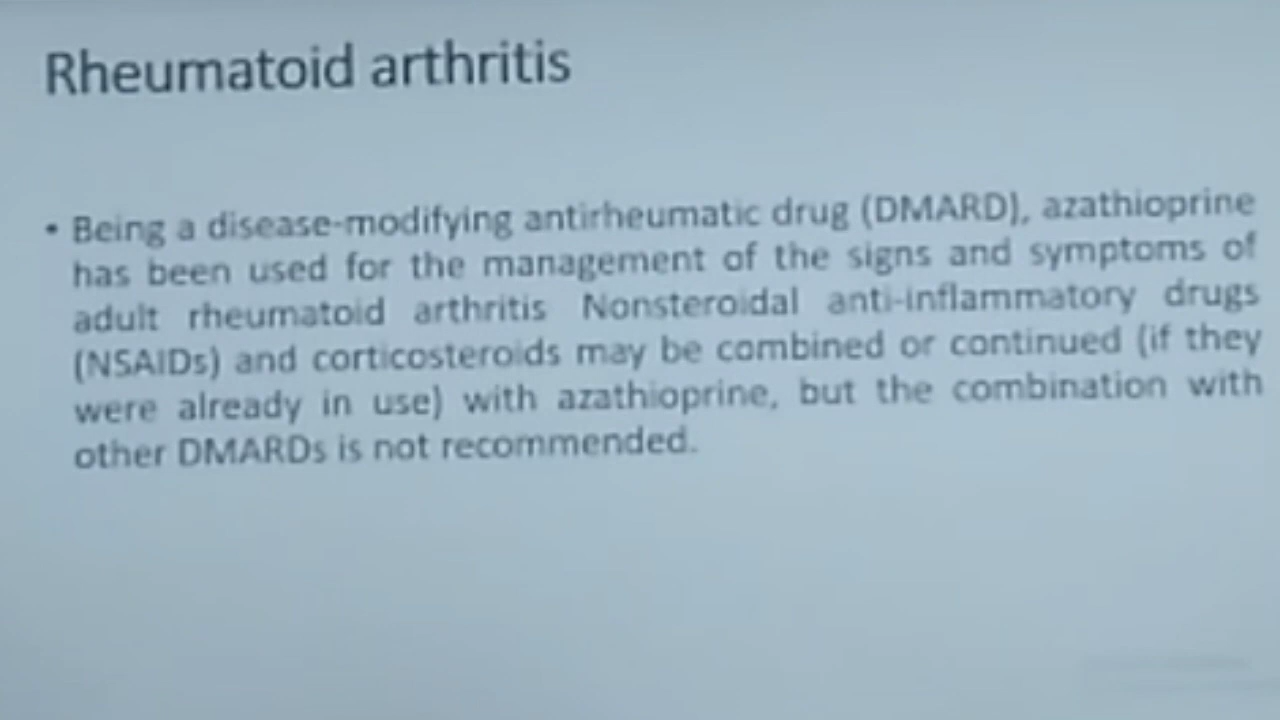 Rheumatoid arthritis
• Being a disease-modifying antirheumatic drug (DMARD), azathioprine
has been used for the management of the signs and symptoms of
adult rheumatoid arthritis Nonsteroidal anti-inflammatory drugs
(NSAIDs) and corticosteroids may be combined or continued (if they
were already in use) with azathioprine, but the combination with
other DMARDs is not recommended.